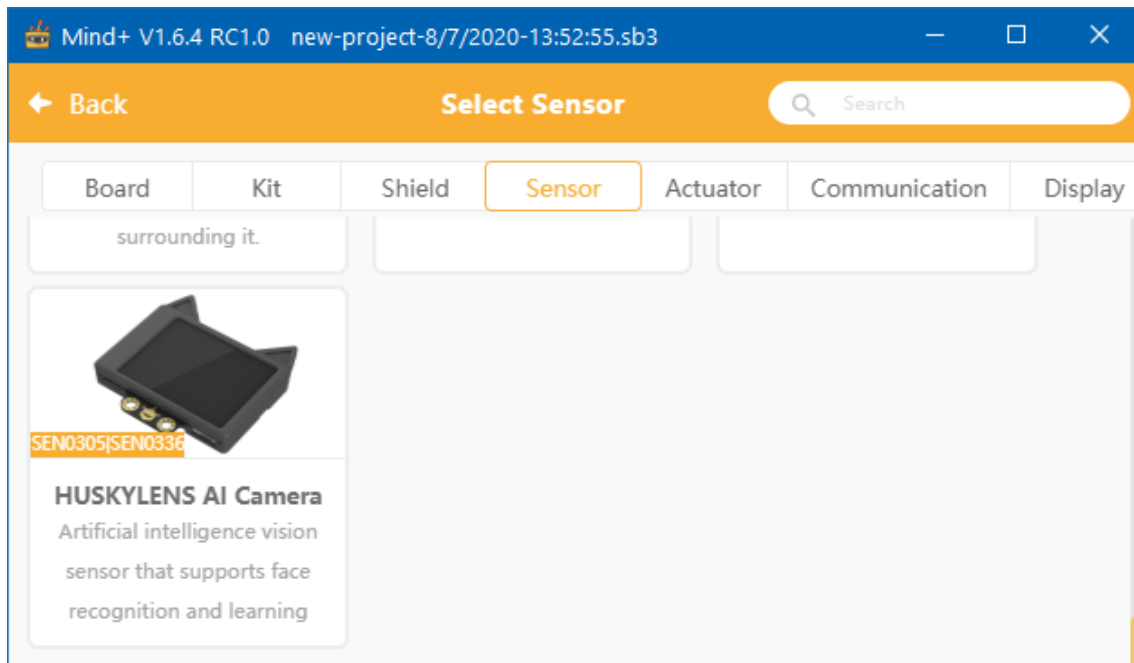 Mind+ V1.6.4 RC1.0 new-project-8/7/2020-13:52:55.sb3
Back Select Sensor Search
Board Kit Shield Sensor Actuator Communication Display
surrounding it.
SEN0305|SEN0336
HUSKYLENS AI Camera
Artificial intelligence vision
sensor that supports face
recognition and learning